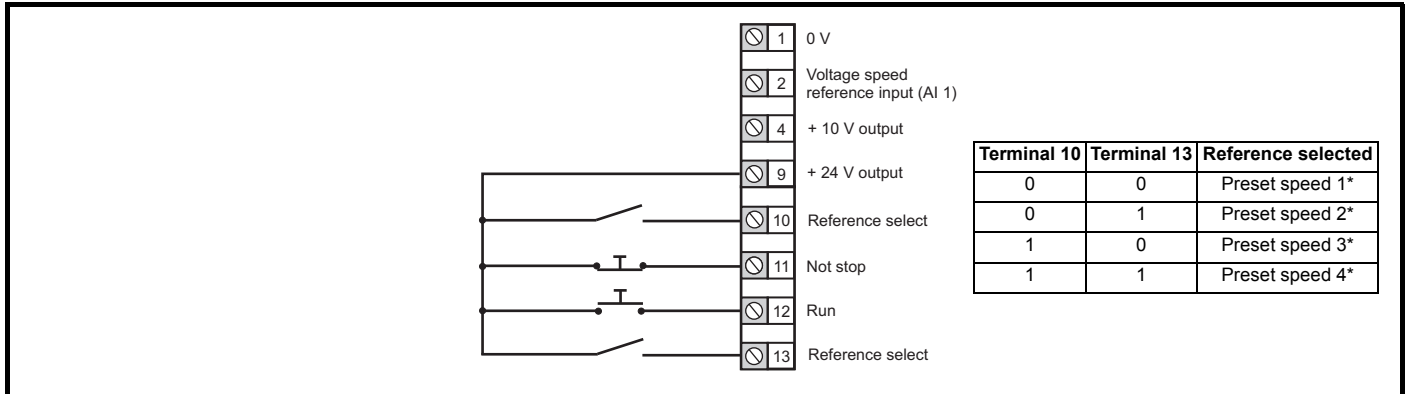 1 0 V
2 Voltage speed
reference input (AI 1)
4 + 10 V output
9 + 24 V output
10 Reference select
11 Not stop
12 Run
13 Reference select
Terminal 10 Terminal 13 Reference selected
0 0 Preset speed 1*
0 1 Preset speed 2*
1 0 Preset speed 3*
1 1 Preset speed 4*